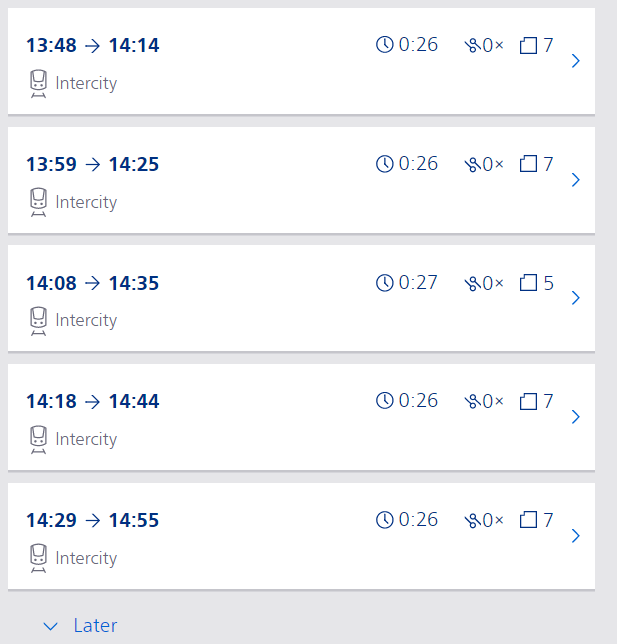 13:48 → 14:14 0:26 0× 7
Intercity
13:59 → 14:25 0:26 0× 7
Intercity
14:08 → 14:35 0:27 0× 5
Intercity
14:18 → 14:44 0:26 0× 7
Intercity
14:29 → 14:55 0:26 0× 7
Intercity
Later